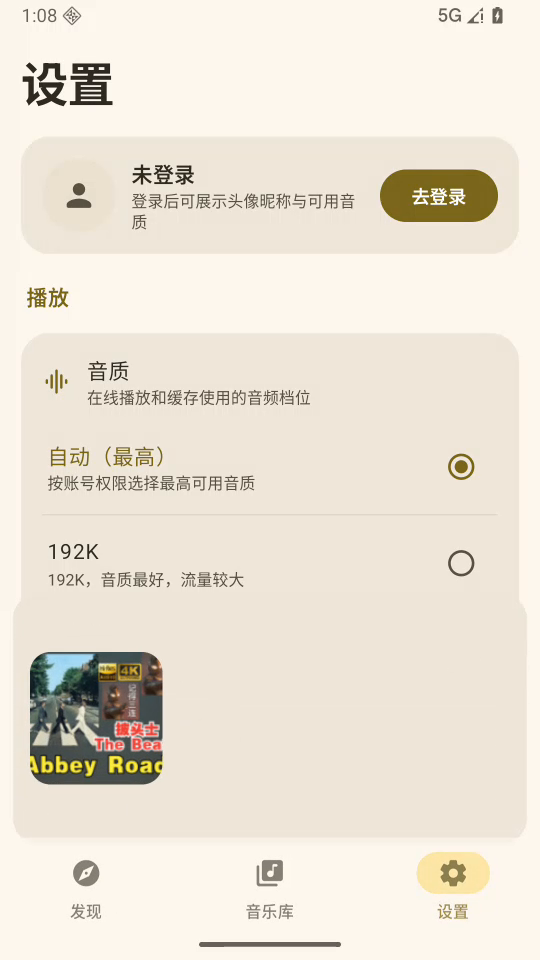 1:08
5G
设置
未登录
登录后可展示头像昵称与可用音
质
去登录
播放
音质
在线播放和缓存使用的音频档位
自动（最高）
按账号权限选择最高可用音质
192K
192K，音质最好，流量较大
4K
记得三连
披头士
The Bea
Abbey Road
发现
音乐库
设置